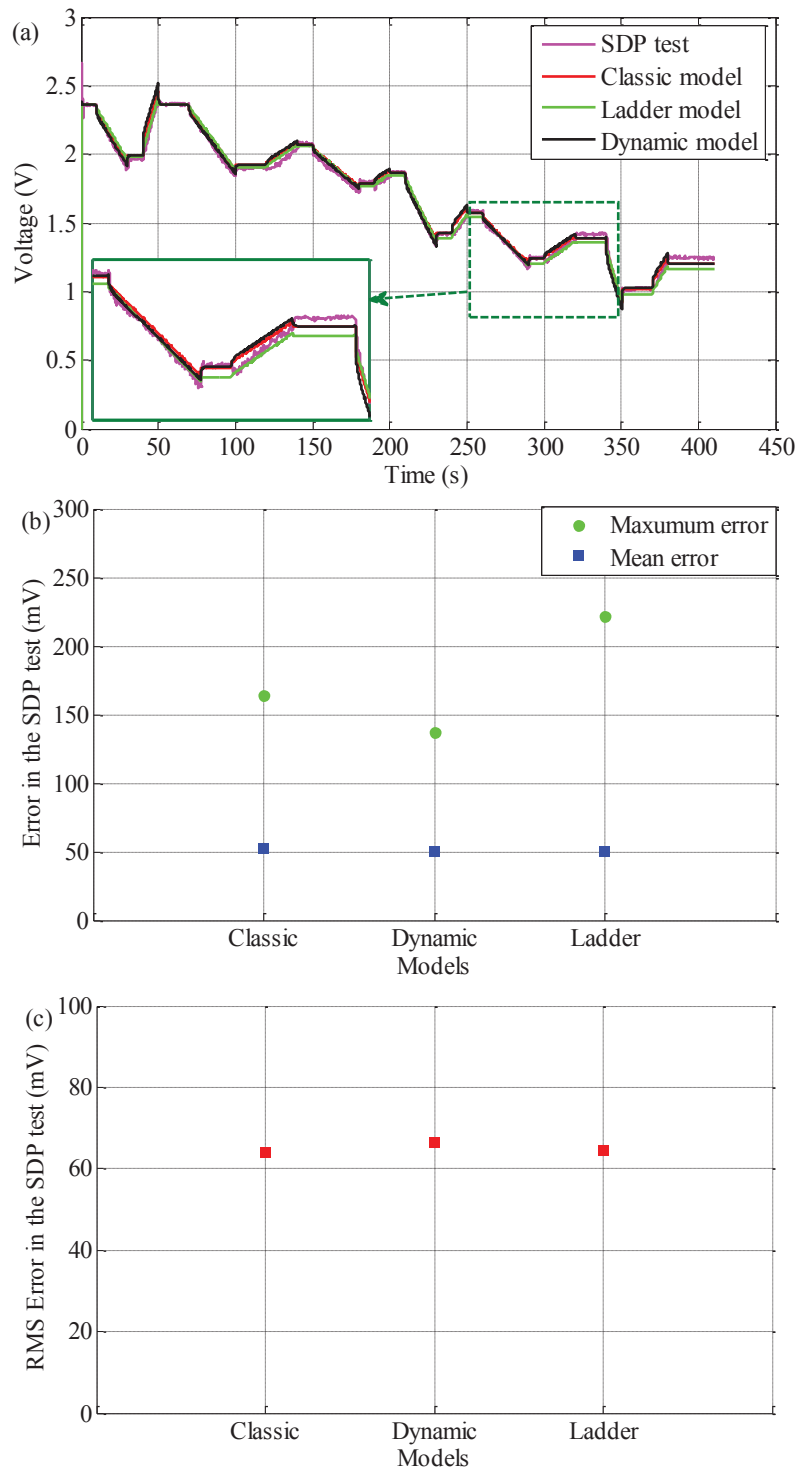 (a)
3
2.5
2
1.5
1
0.5
0
Voltage (V)
SDP test
Classic model
Ladder model
Dynamic model
0 50 100 150 200 250 300 350 400 450
Time (s)
(b)
300
250
200
150
100
50
0
Error in the SDP test (mV)
Maxumum error
Mean error
Classic Dynamic Ladder
Models
(c)
100
80
60
40
20
0
RMS Error in the SDP test (mV)
Classic Dynamic Ladder
Models